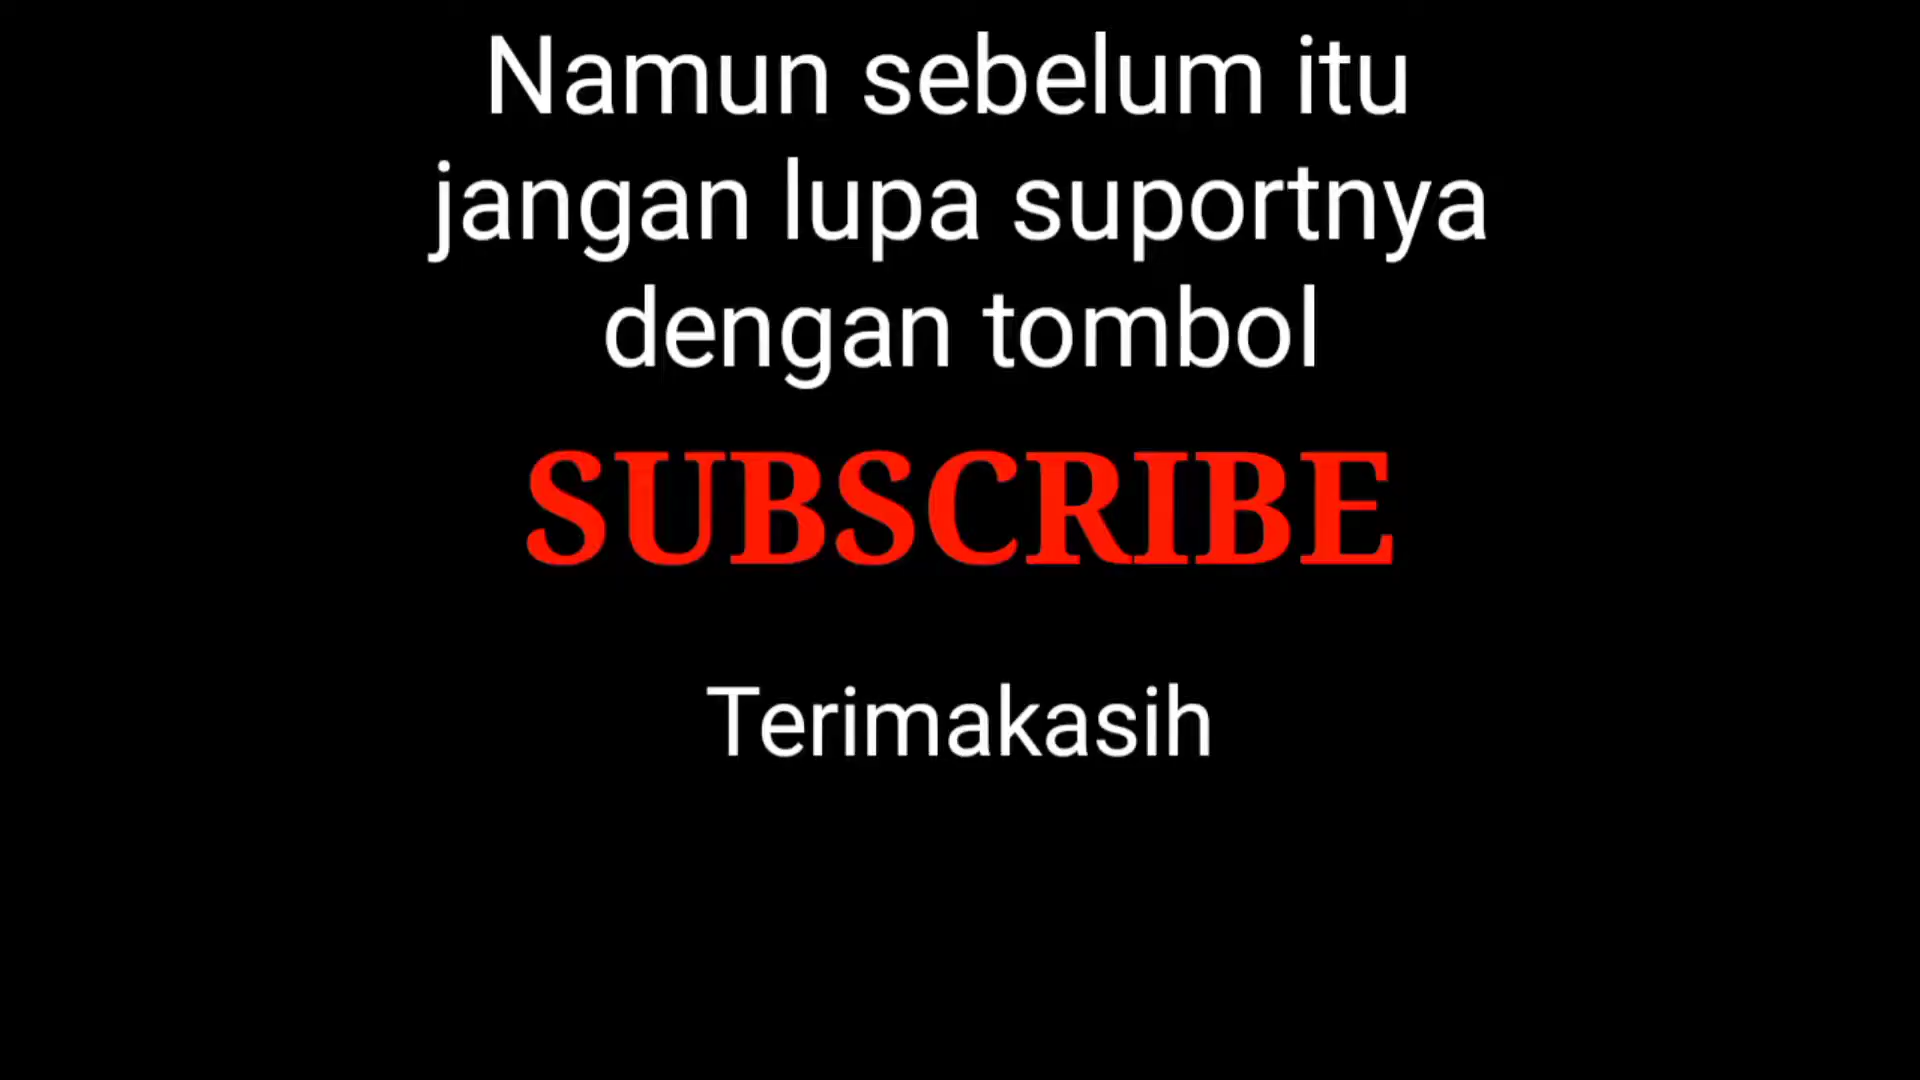 Namun sebelum itu
jangan lupa suportnya
dengan tombol
SUBSCRIBE
Terimakasih